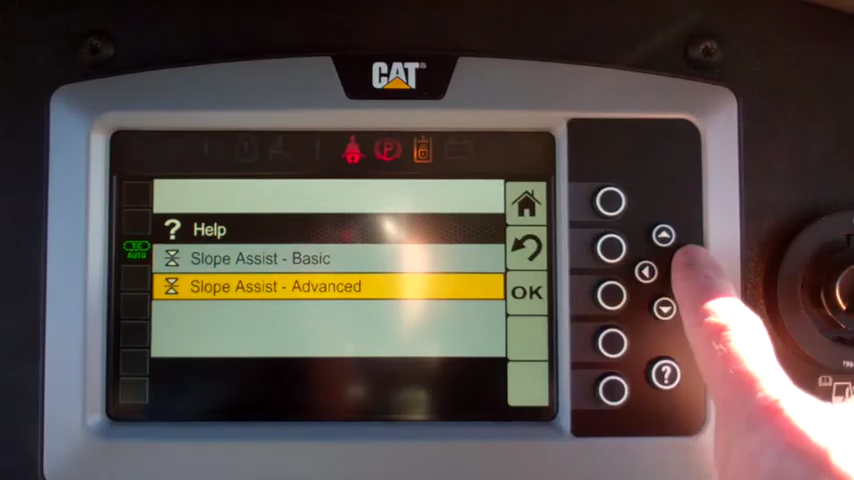 CAT®
P
? Help
Slope Assist - Basic
AUTO
Slope Assist - Advanced
OK
?